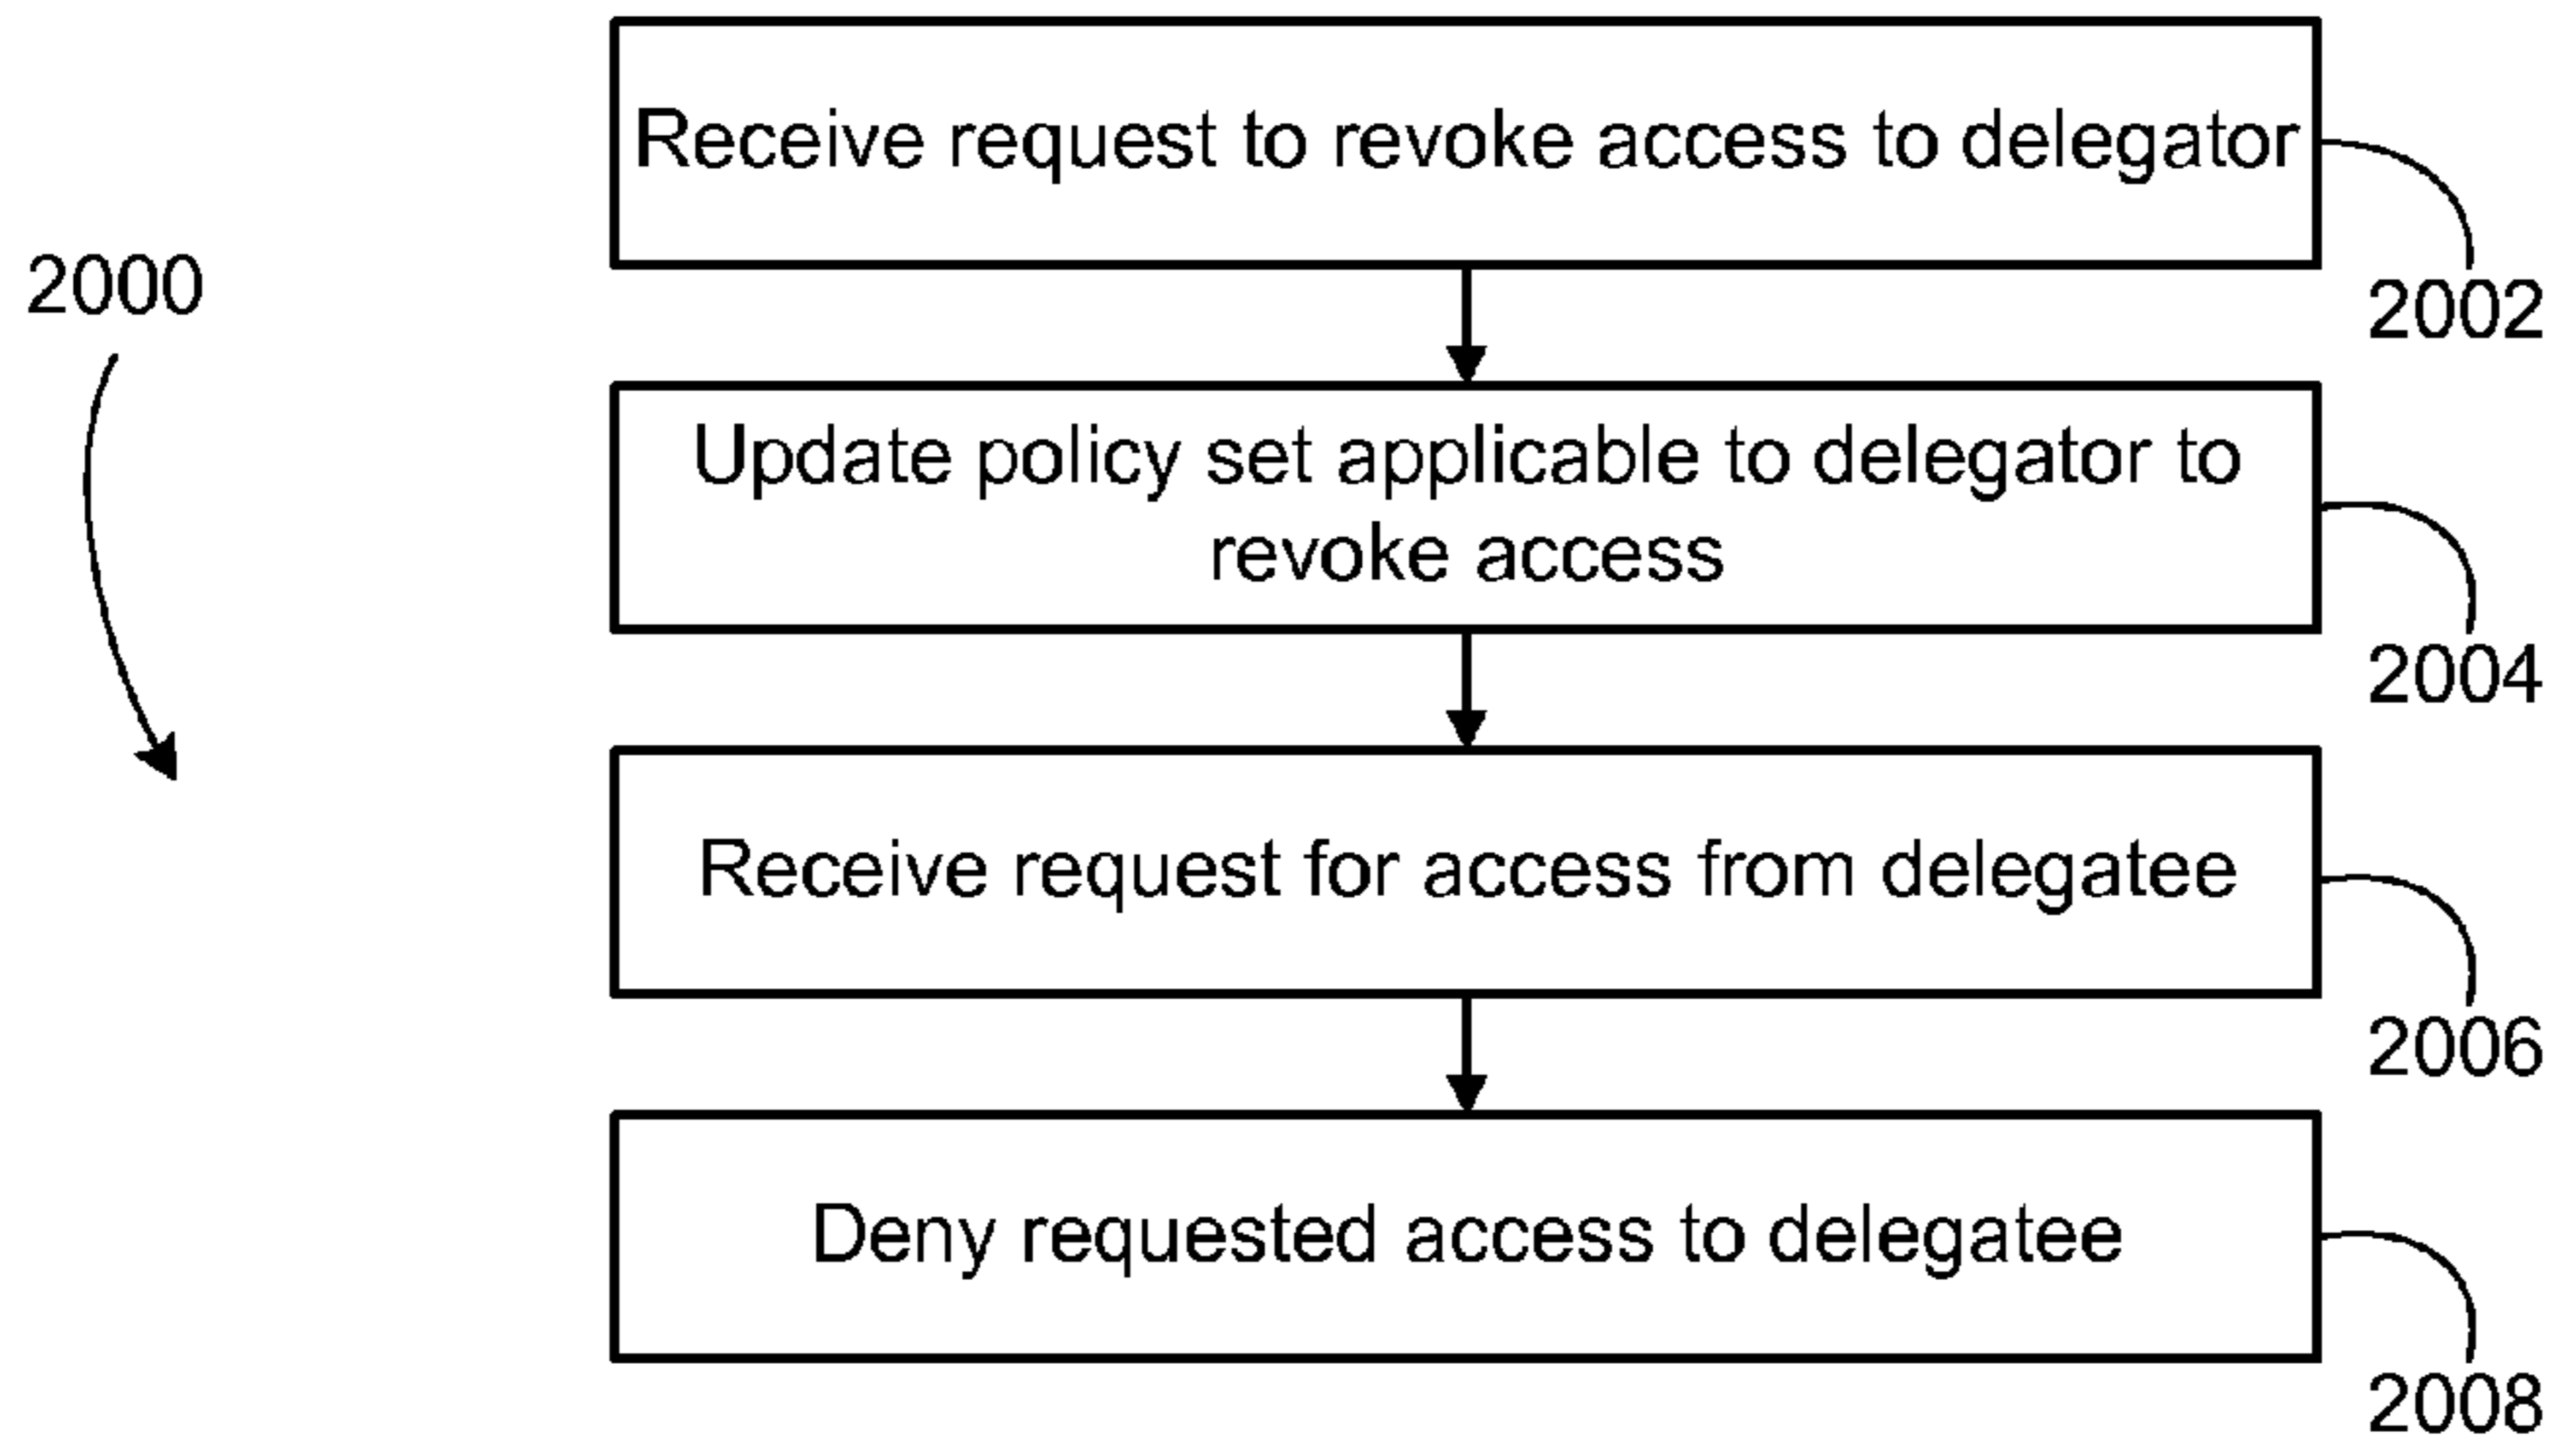 Receive request to revoke access to delegator
2000
2002
Update policy set applicable to delegator to
revoke access
2004
Receive request for access from delegatee
2006
Deny requested access to delegatee
2008